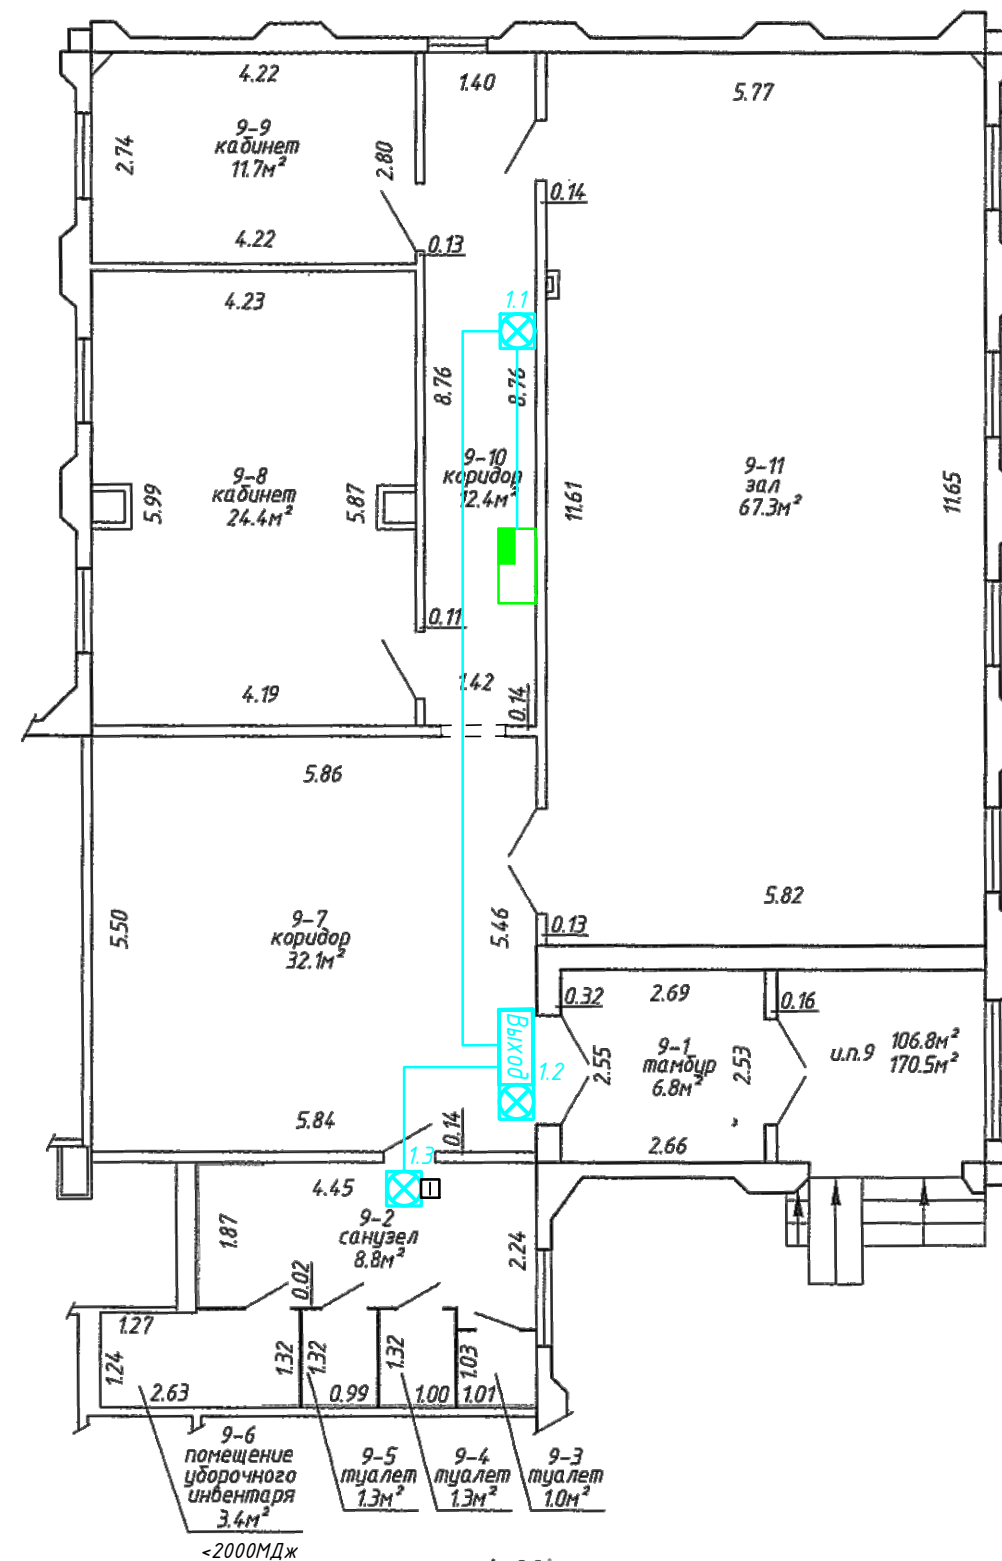 4.22
1.40
5.77
9-9
кабинет
11.7м²
2.74
2.80
0.14
4.22
0.13
4.23
1.1
8.76
8.76
9-10
коридор
12.4м²
9-8
кабинет
24.4м²
5.99
5.87
9-11
зал
67.3м²
11.61
11.65
0.11
4.19
1.42
0.14
5.86
5.82
9-7
коридор
32.1м²
5.50
5.46
0.13
0.32
2.69
0.16
Выход
1.2
2.55
9-1
тамбур
6.8м²
2.53
и.п.9
106.8м²
170.5м²
5.84
0.14
2.66
1.3
4.45
9-2
санузел
8.8м²
1.87
2.24
0.02
1.27
1.24
1.32
1.32
1.32
1.03
2.63
0.99
1.00
1.01
9-6
помещение
уборочного
инвентаря
3.4м²
<2000МДж
9-5
туалет
1.3м²
9-4
туалет
1.3м²
9-3
туалет
1.0м²